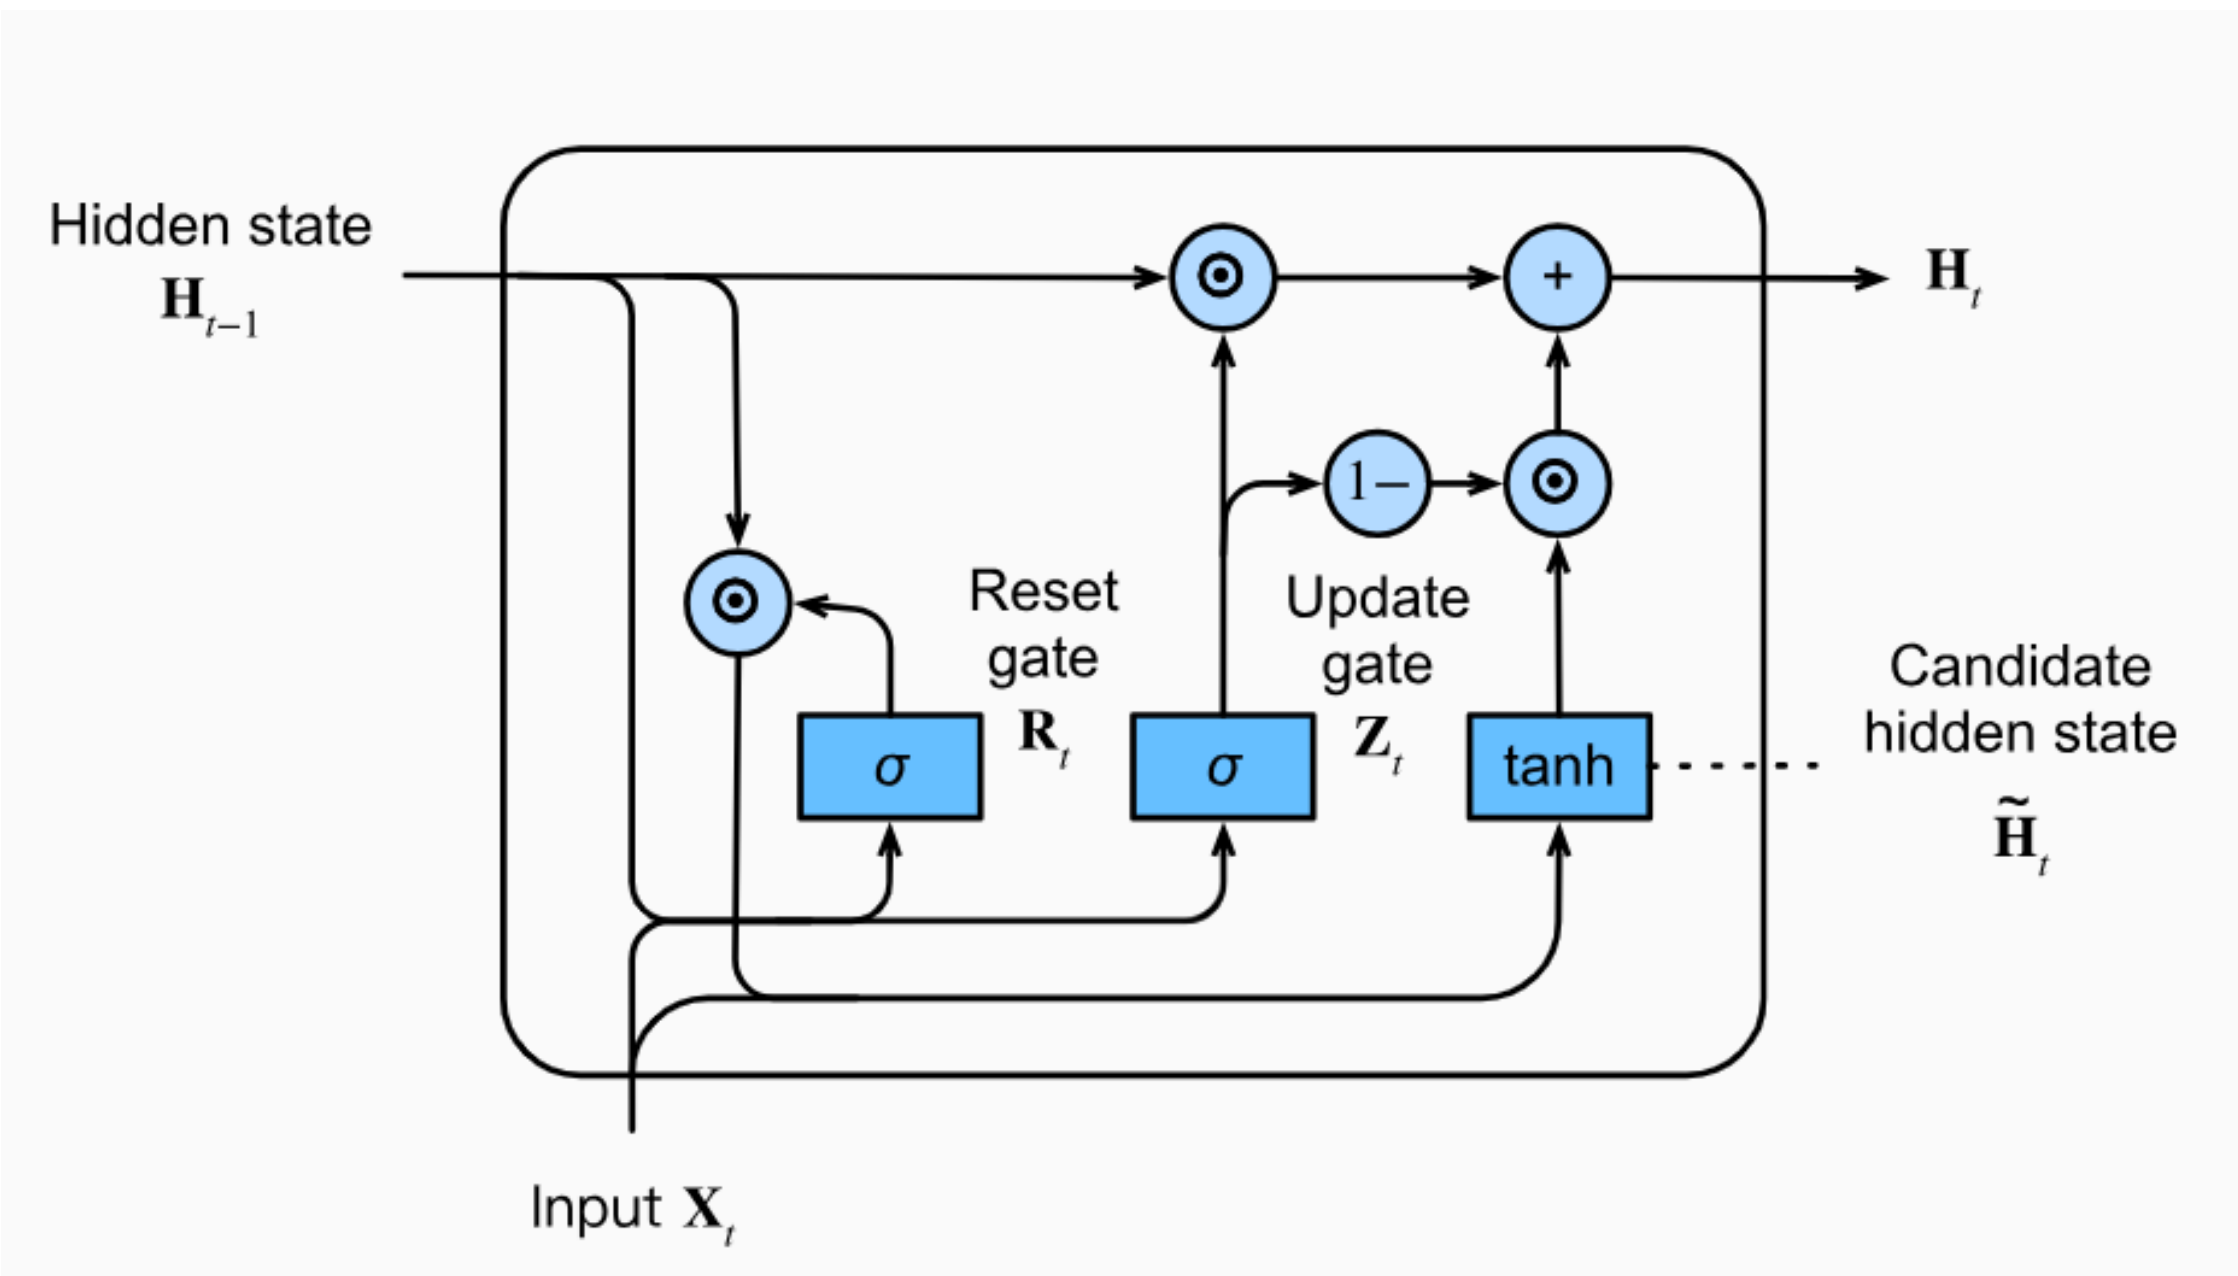 Hidden state
H_{t−1}
⊙
+
H_t
1−
⊙
⊙
Reset
gate
R_t
Update
gate
Z_t
σ
σ
tanh
Candidate
hidden state
H̃_t
Input X_t